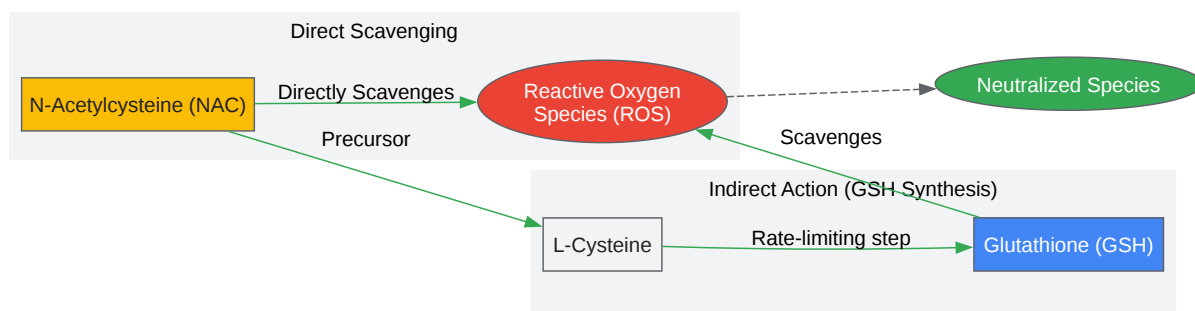 Direct Scavenging
N-Acetylcysteine (NAC)
Directly Scavenges
Reactive Oxygen
Species (ROS)
Neutralized Species
Precursor
Scavenges
Indirect Action (GSH Synthesis)
L-Cysteine
Rate-limiting step
Glutathione (GSH)